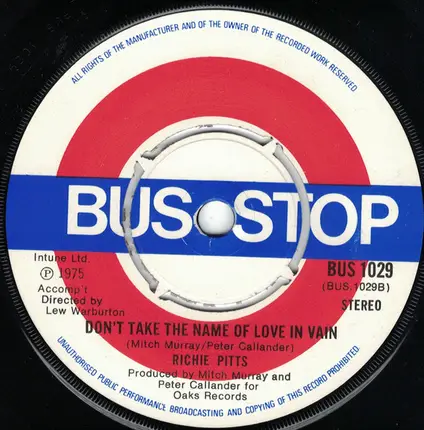 ALL RIGHTS OF THE MANUFACTURER AND OF THE OWNER OF THE RECORDED WORK RESERVED
BUS STOP
Intune Ltd.
Ⓟ 1975
Accomp't
Directed by
Lew Warburton
BUS 1029
(BUS.1029B)
STEREO
DON'T TAKE THE NAME OF LOVE IN VAIN
(Mitch Murray/Peter Callander)
RICHIE PITTS
Produced by Mitch Murray and
Peter Callander for
Oaks Records
UNAUTHORISED PUBLIC PERFORMANCE BROADCASTING AND COPYING OF THIS RECORD PROHIBITED.